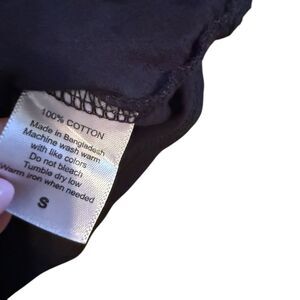 100% COTTON
Made in Bangladesh
Machine wash warm
with like colors
Do not bleach
Tumble dry low
Warm iron when needed
S